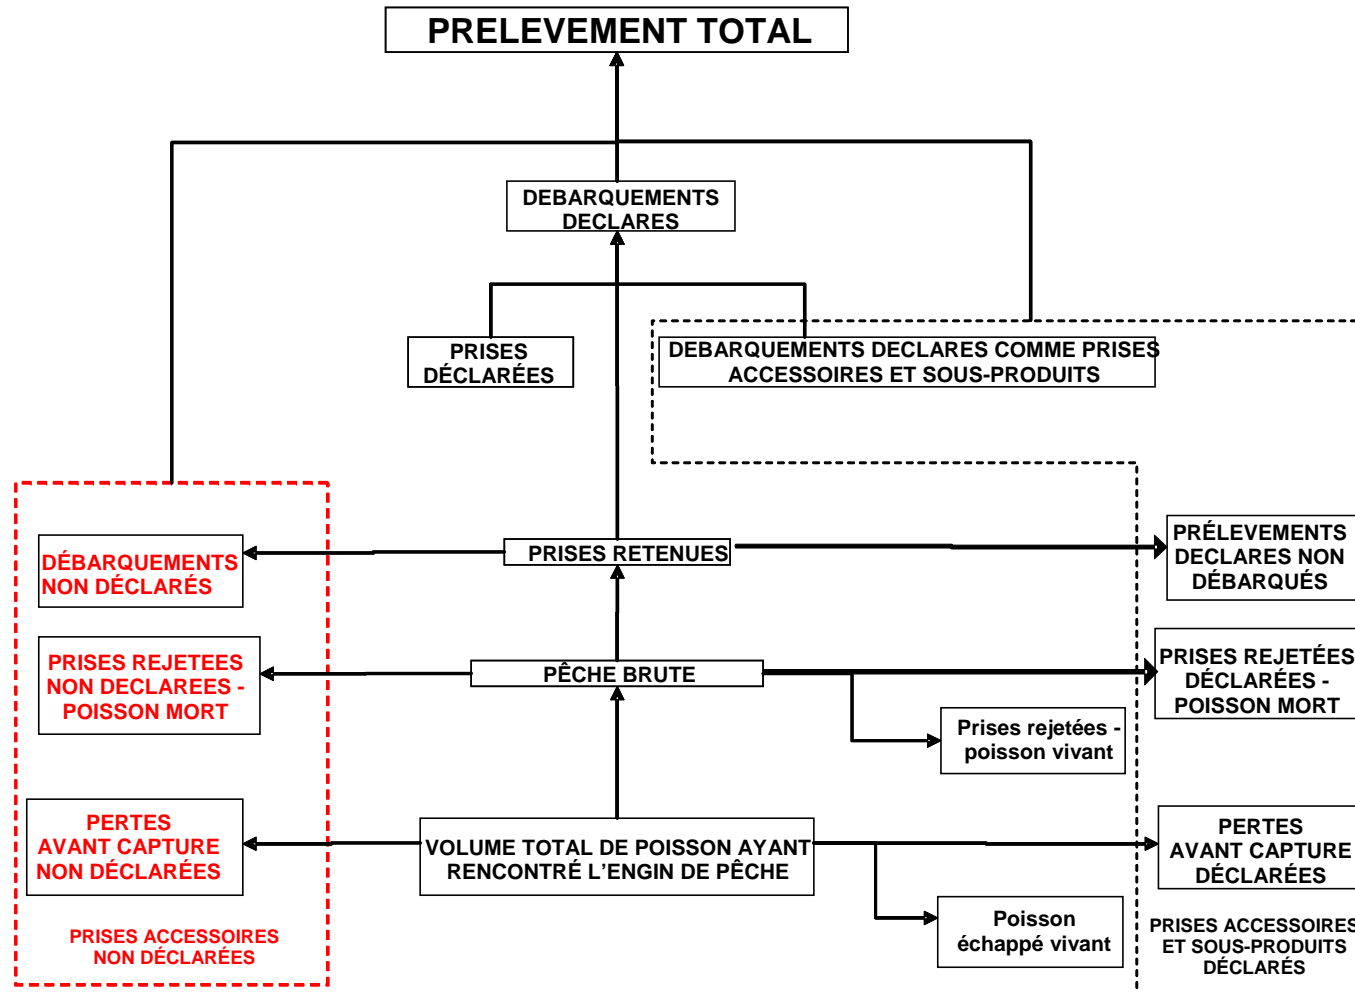 PRELEVEMENT TOTAL
DEBARQUEMENTS
DECLARES
PRISES
DÉCLARÉES
DEBARQUEMENTS DECLARES COMME PRISES
ACCESSOIRES ET SOUS-PRODUITS
DÉBARQUEMENTS
NON DÉCLARÉS
PRISES RETENUES
PRÉLEVEMENTS
DECLARES NON
DÉBARQUÉS
PRISES REJETEES
NON DECLAREES -
POISSON MORT
PÊCHE BRUTE
PRISES REJETÉES
DÉCLARÉES -
POISSON MORT
Prises rejetées -
poisson vivant
PERTES
AVANT CAPTURE
NON DÉCLARÉES
VOLUME TOTAL DE POISSON AYANT
RENCONTRÉ L'ENGIN DE PÊCHE
PERTES
AVANT CAPTURE
DÉCLARÉES
Poisson
échappé vivant
PRISES ACCESSOIRES
NON DÉCLARÉES
PRISES ACCESSOIRES
ET SOUS-PRODUITS
DÉCLARÉS